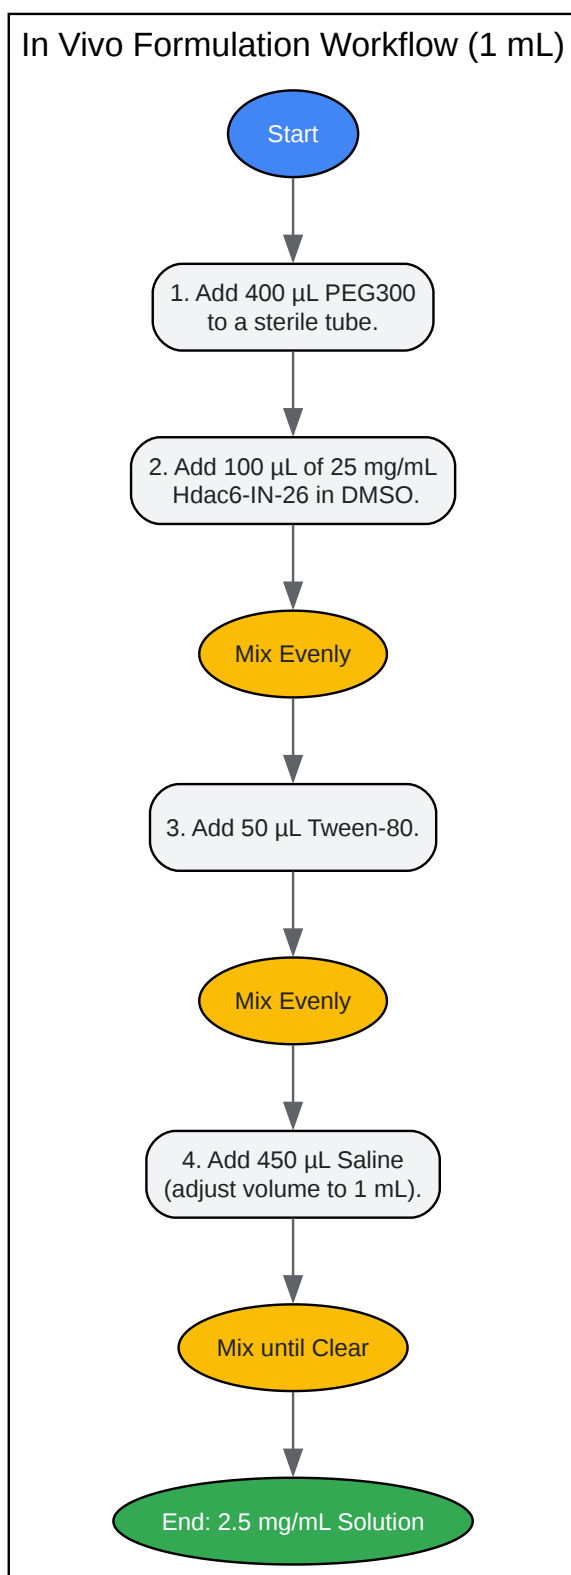 In Vivo Formulation Workflow (1 mL)
Start
1. Add 400 µL PEG300
to a sterile tube.
2. Add 100 µL of 25 mg/mL
Hdac6-IN-26 in DMSO.
Mix Evenly
3. Add 50 µL Tween-80.
Mix Evenly
4. Add 450 µL Saline
(adjust volume to 1 mL).
Mix until Clear
End: 2.5 mg/mL Solution